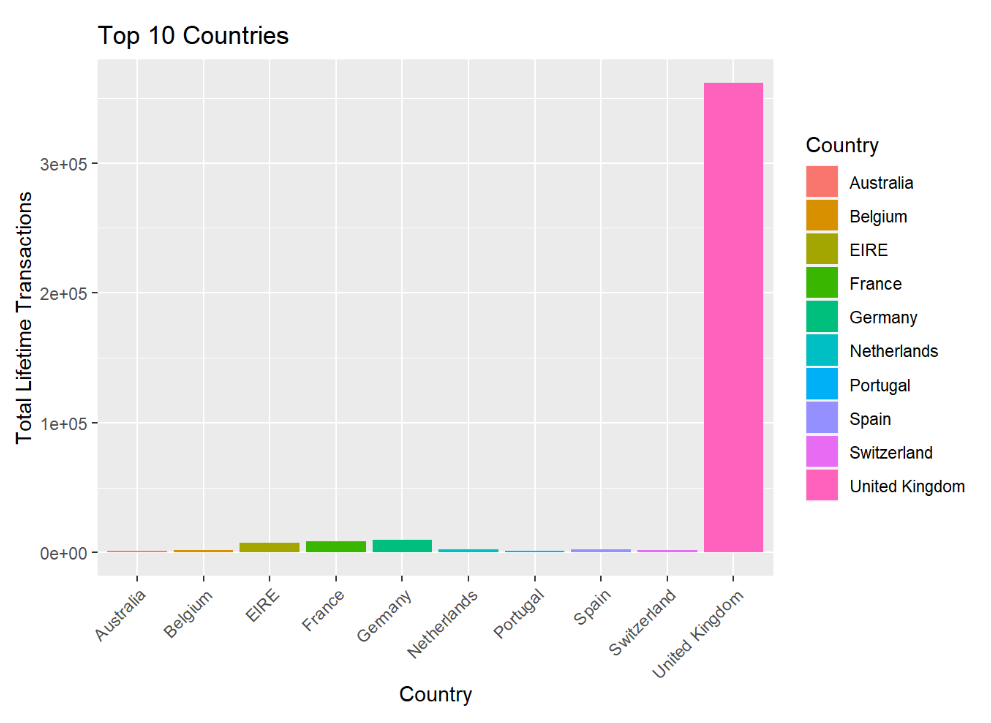 Top 10 Countries
Total Lifetime Transactions
3e+05
2e+05
1e+05
0e+00
Australia
Belgium
EIRE
France
Germany
Netherlands
Portugal
Spain
Switzerland
United Kingdom
Country
Country
Australia
Belgium
EIRE
France
Germany
Netherlands
Portugal
Spain
Switzerland
United Kingdom